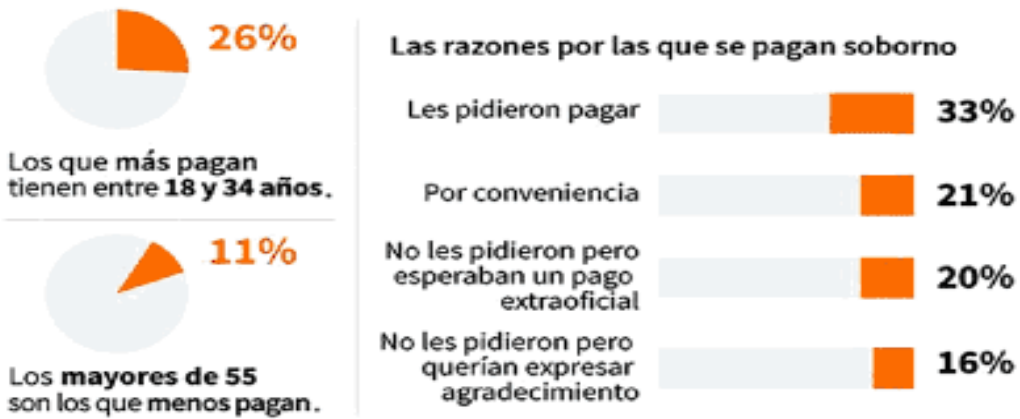 26%
Los que más pagan
tienen entre 18 y 34 años.
11%
Los mayores de 55
son los que menos pagan.
Las razones por las que se pagan soborno
Les pidieron pagar
33%
Por conveniencia
21%
No les pidieron pero
esperaban un pago
extraoficial
20%
No les pidieron pero
querían expresar
agradecimiento
16%